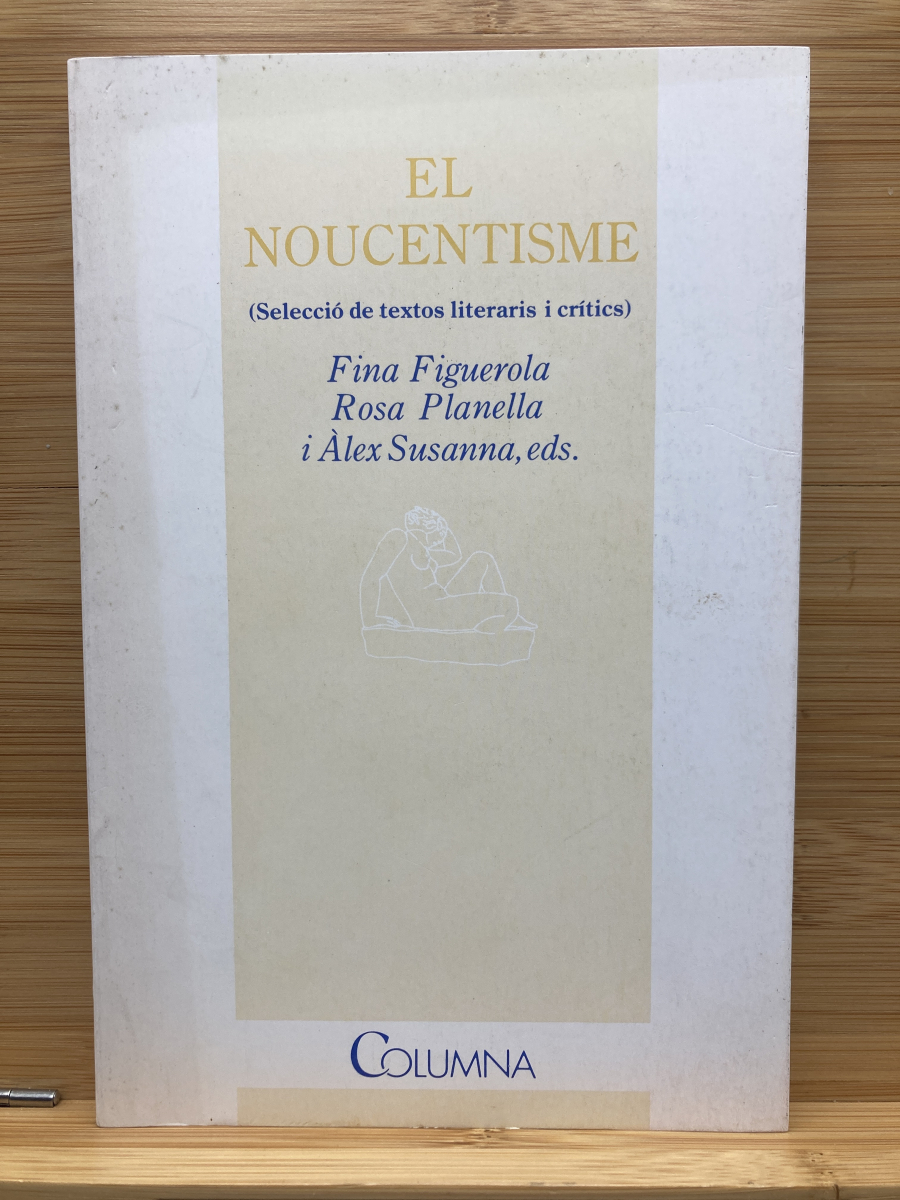 EL
NOUCENTISME
(Selecció de textos literaris i crítics)
Fina Figuerola
Rosa Planella
i Àlex Susanna, eds.
COLUMNA